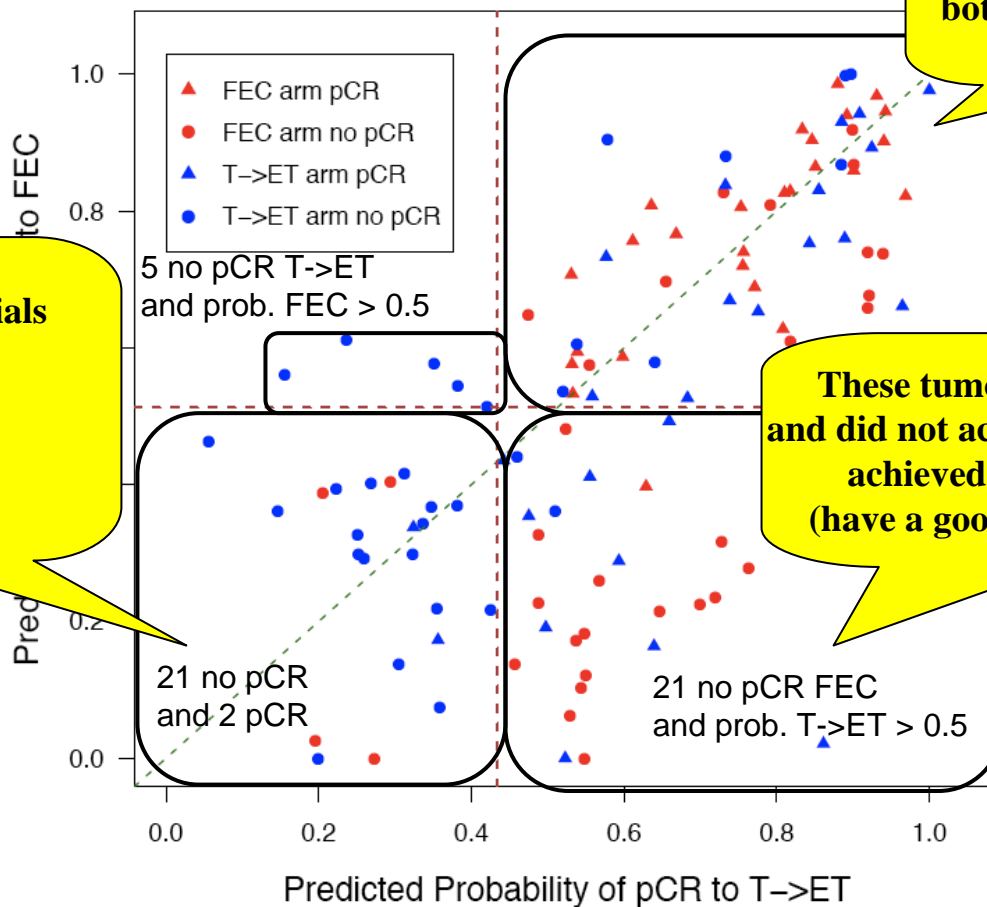 bot
1.0
0.8
0.2
0.0
to FEC
Pred
FEC arm pCR
FEC arm no pCR
T−>ET arm pCR
T−>ET arm no pCR
5 no pCR T->ET
and prob. FEC > 0.5
ials
These tumo
and did not ac
achieved
(have a goo
21 no pCR
and 2 pCR
21 no pCR FEC
and prob. T->ET > 0.5
0.0
0.2
0.4
0.6
0.8
1.0
Predicted Probability of pCR to T−>ET